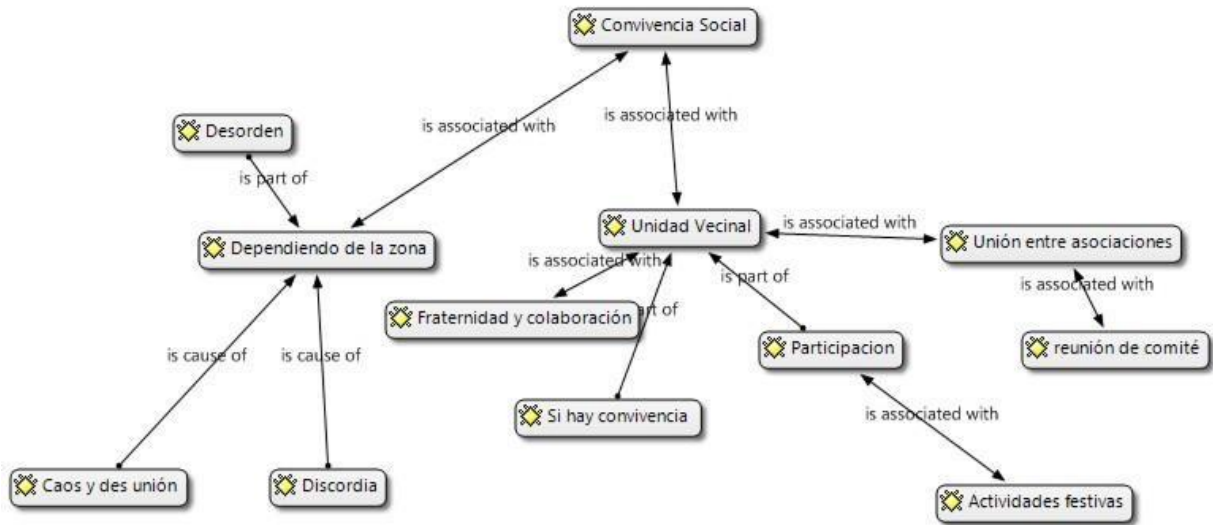 Convivencia Social
is associated with
is associated with
Desorden
is part of
Dependiendo de la zona
Unidad Vecinal
is associated with
Unión entre asociaciones
is associated with
is part of
is associated with
Fraternidad y colaboración
part of
Participacion
reunión de comité
is cause of
is cause of
Si hay convivencia
is associated with
Caos y des unión
Discordia
Actividades festivas